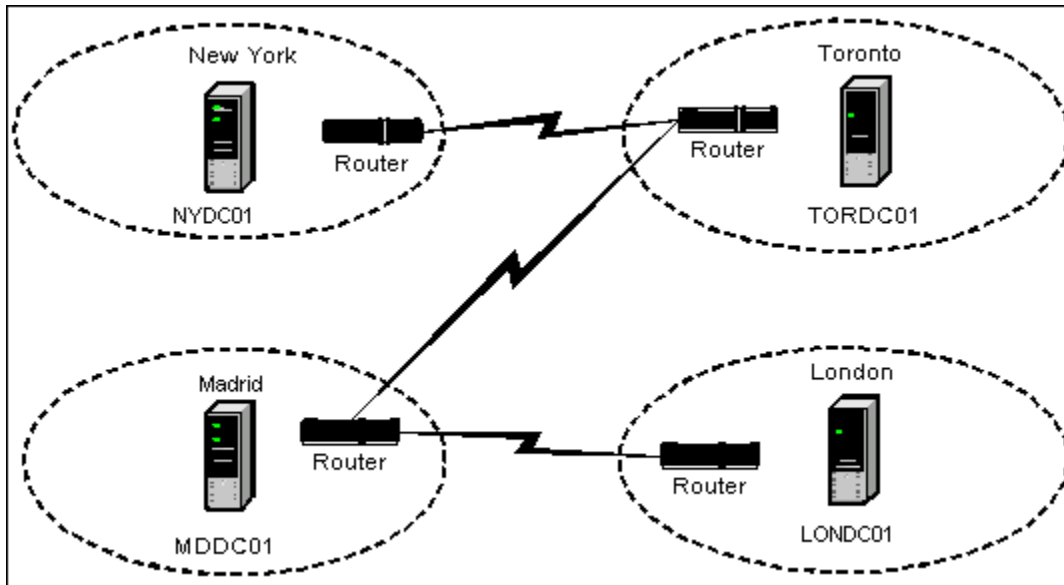 New York
Router
NYDC01
Toronto
Router
TORDC01
Madrid
Router
MDDC01
London
Router
LONDC01